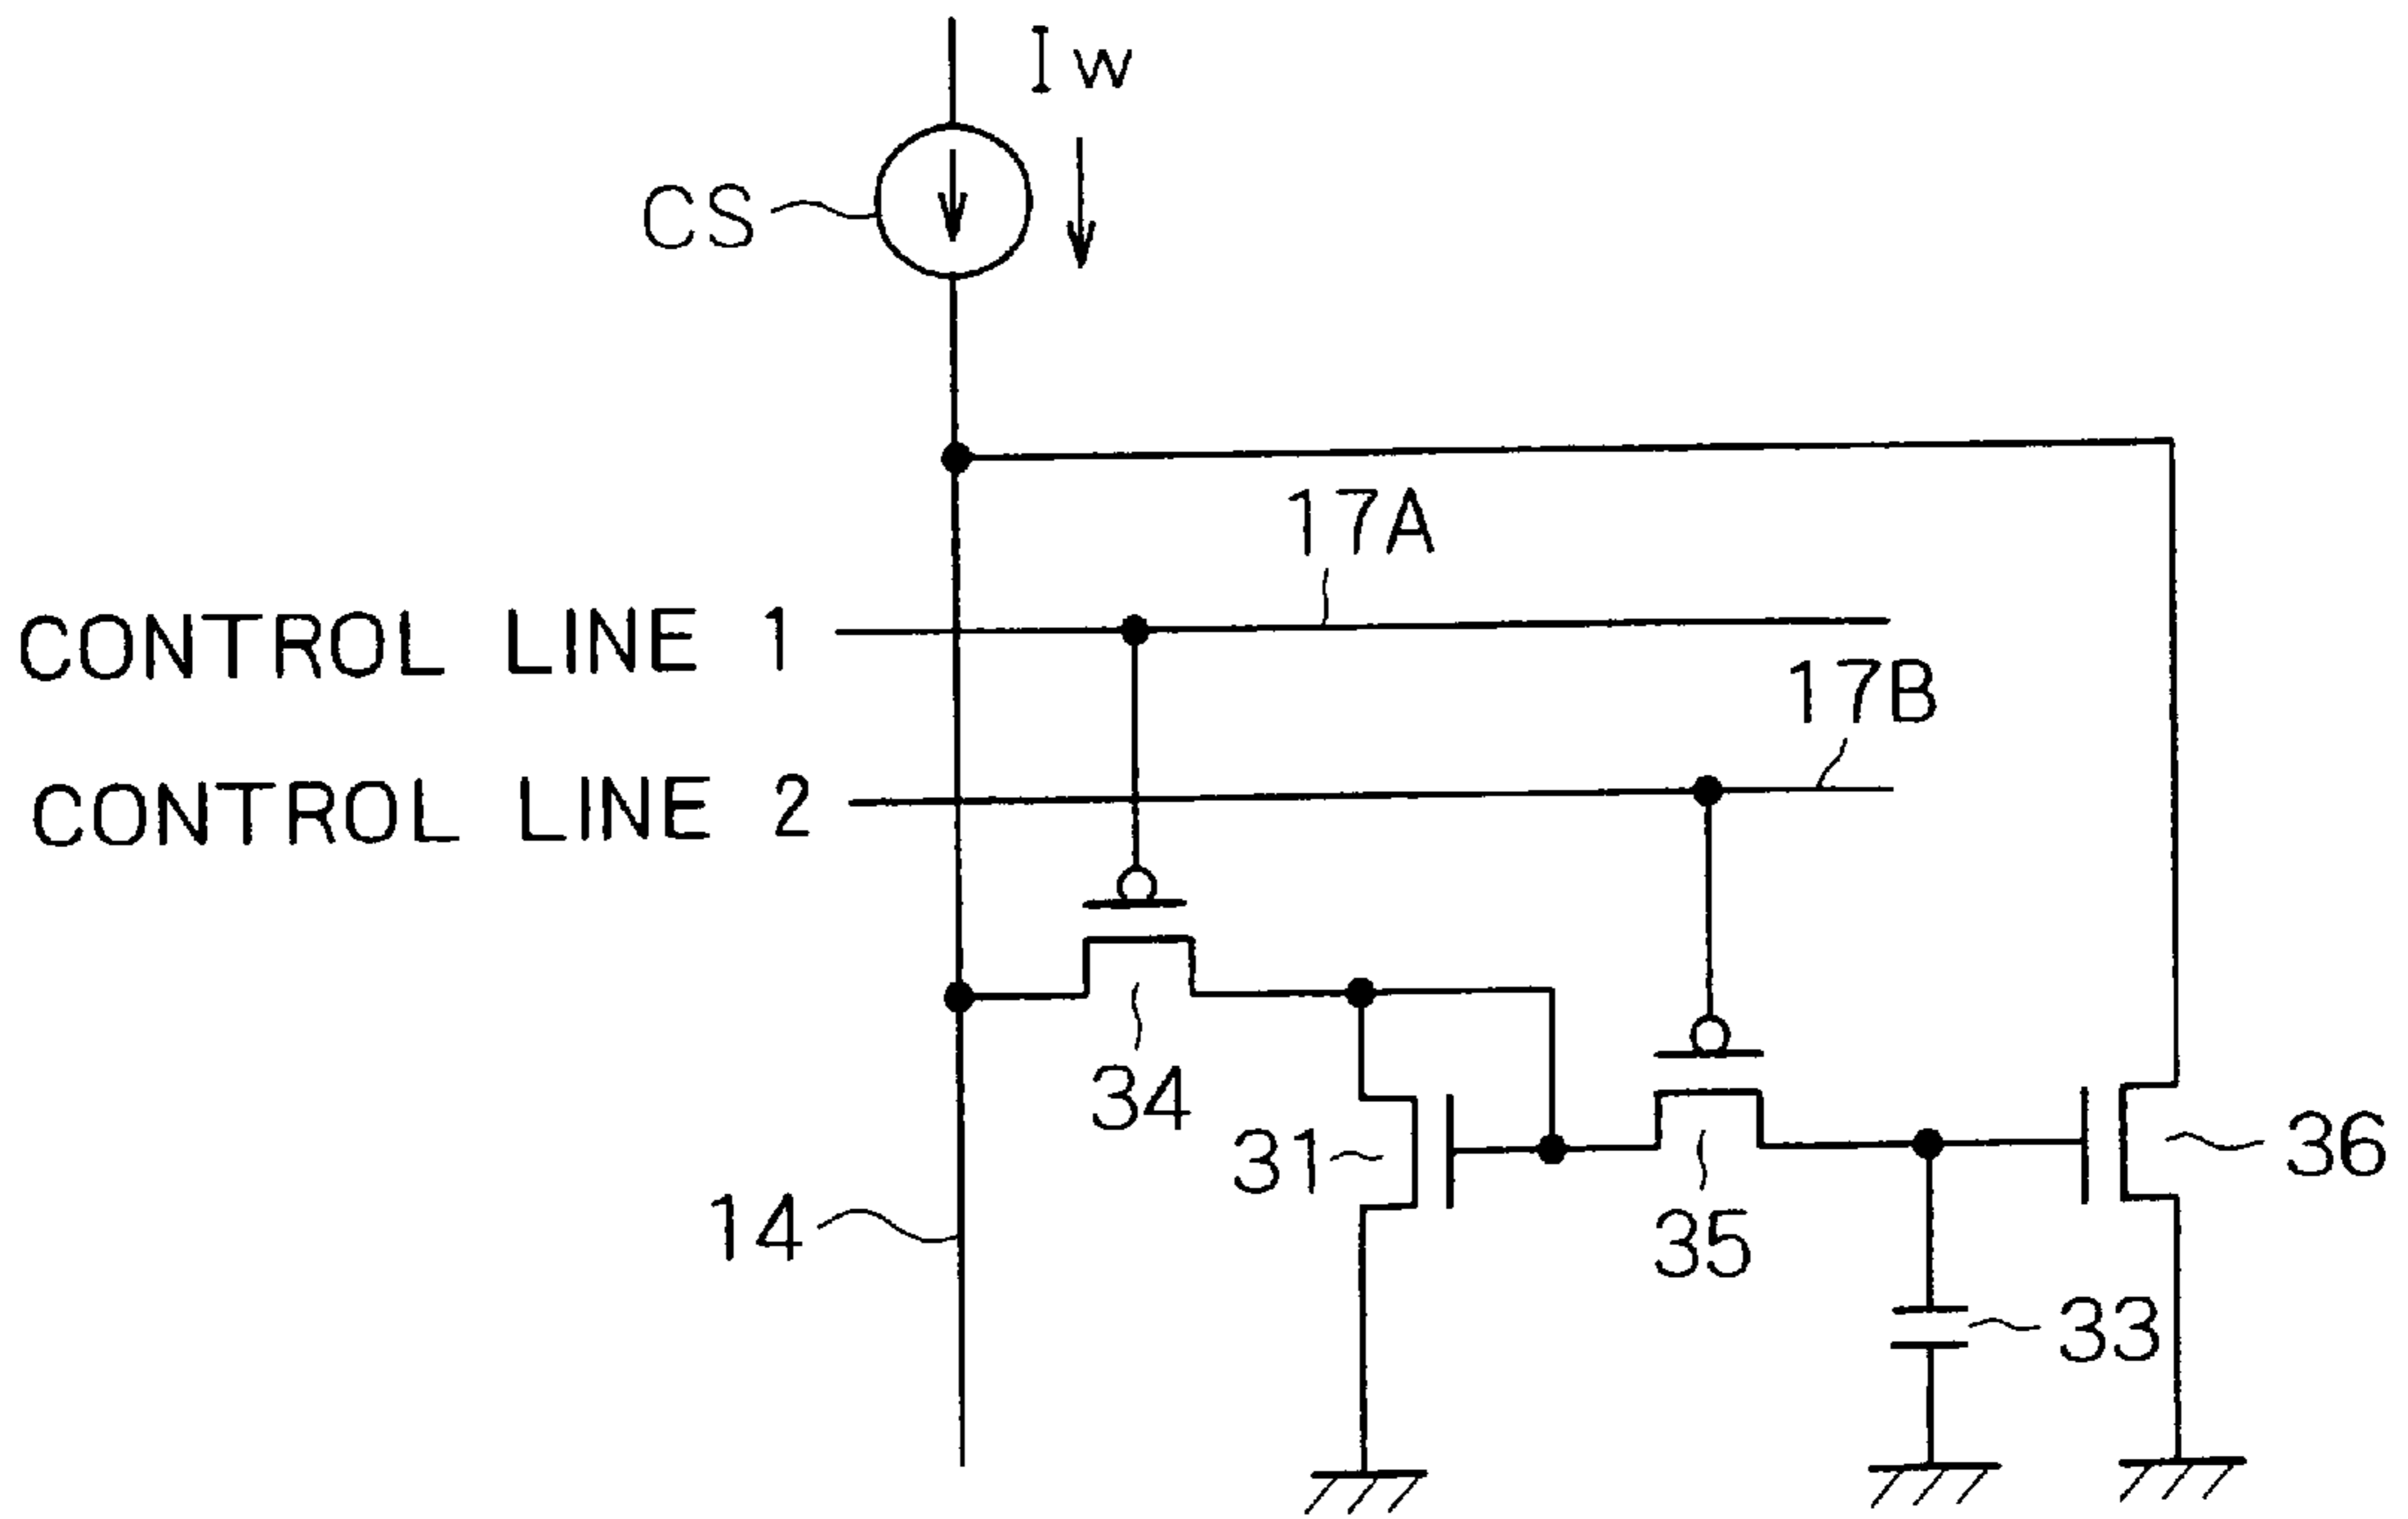 Iw
CS
17A
CONTROL LINE 1
17B
CONTROL LINE 2
34
31
36
14
35
33